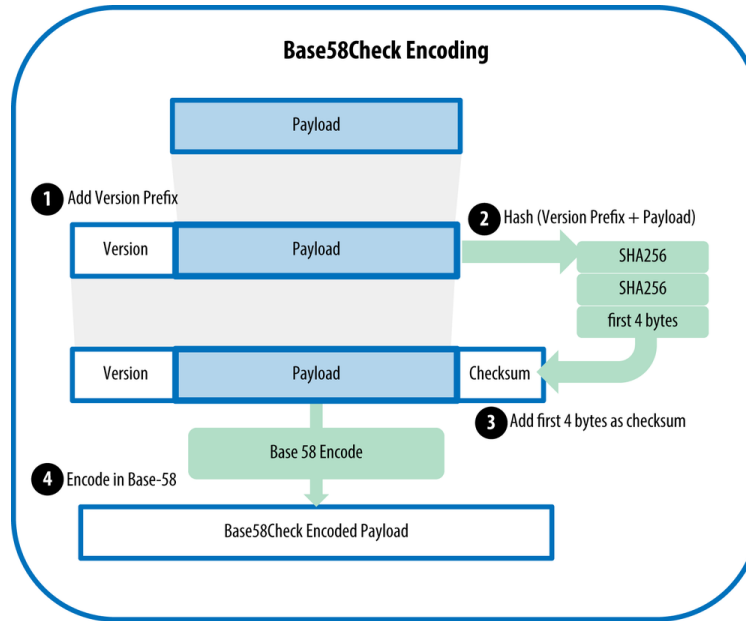 Base58Check Encoding
Payload
1 Add Version Prefix
2 Hash (Version Prefix + Payload)
Version Payload
SHA256
SHA256
first 4 bytes
Version Payload Checksum
3 Add first 4 bytes as checksum
Base 58 Encode
4 Encode in Base-58
Base58Check Encoded Payload